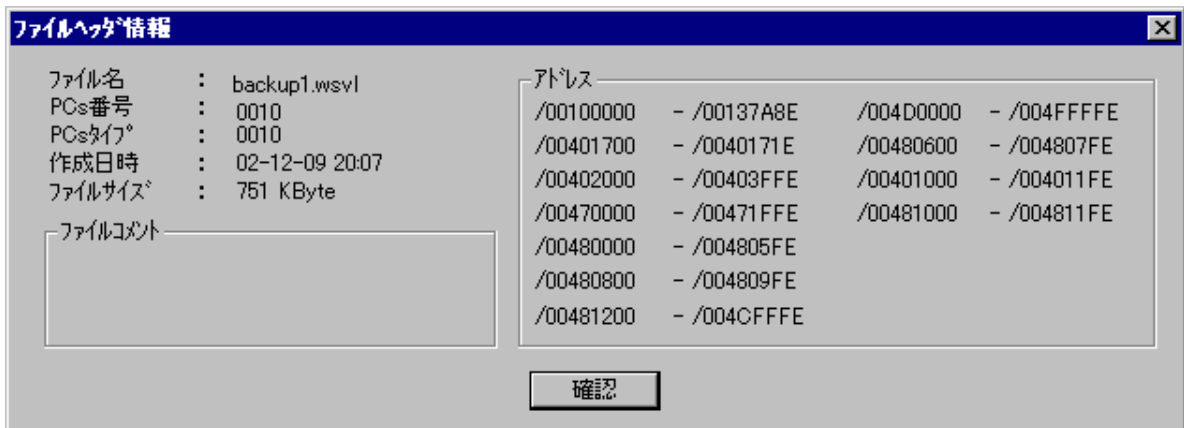 ﾌｧｲﾙﾍｯﾀﾞ情報
ﾌｧｲﾙ名 : backup1.wsvl
PCs番号 : 0010
PCsﾀｲﾌﾟ : 0010
作成日時 : 02-12-09 20:07
ﾌｧｲﾙｻｲｽﾞ : 751 KByte
ﾌｧｲﾙｺﾒﾝﾄ
ｱﾄﾞﾚｽ
/00100000 - /00137A8E /004D0000 - /004FFFFE
/00401700 - /0040171E /00480600 - /004807FE
/00402000 - /00403FFE /00401000 - /004011FE
/00470000 - /00471FFE /00481000 - /004811FE
/00480000 - /004805FE
/00480800 - /004809FE
/00481200 - /004CFFFE
確認